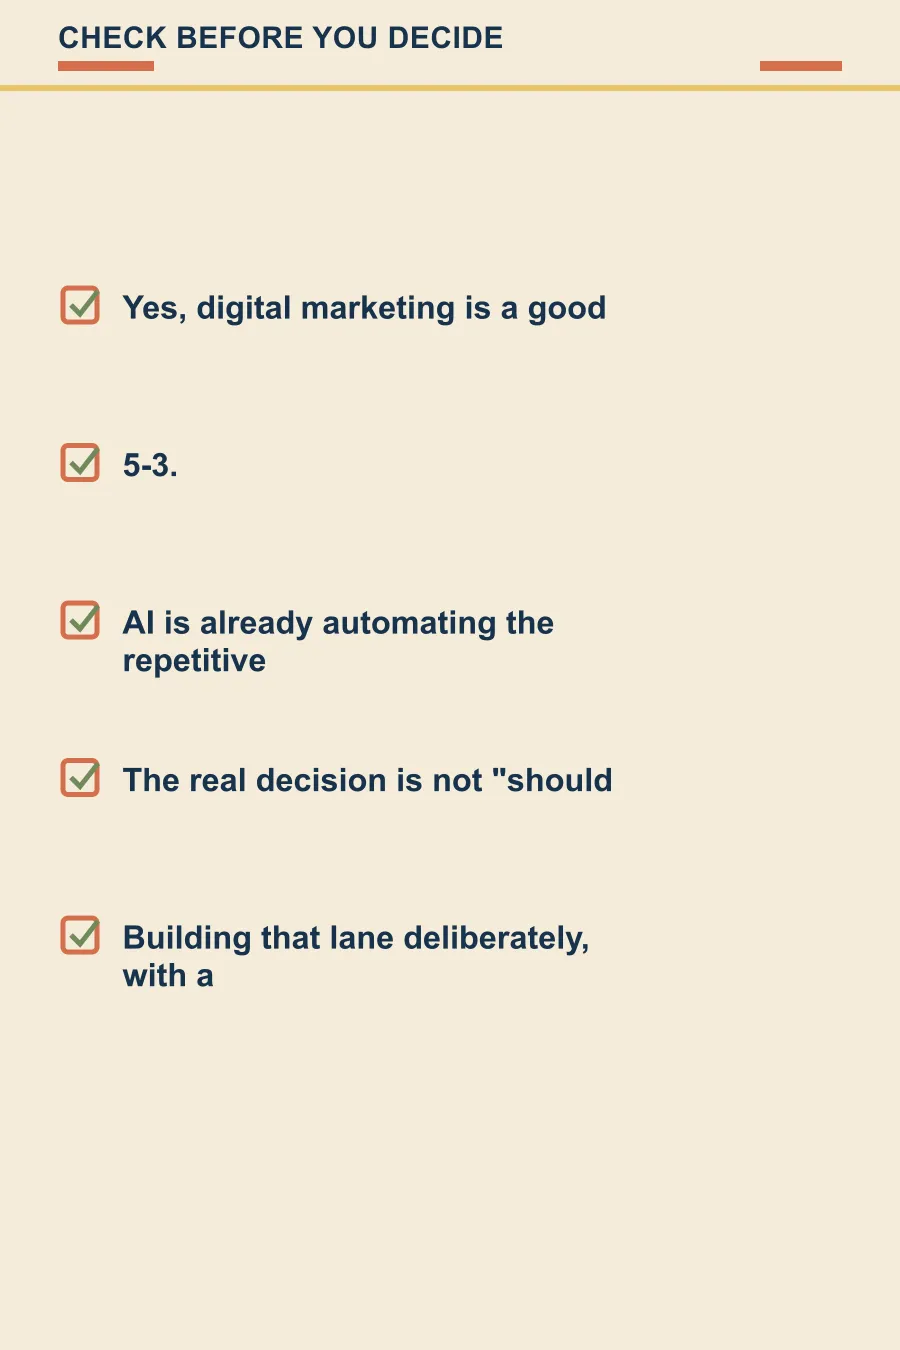 CHECK BEFORE YOU DECIDE
Yes, digital marketing is a good
5-3.
AI is already automating the
repetitive
The real decision is not "should
Building that lane deliberately,
with a